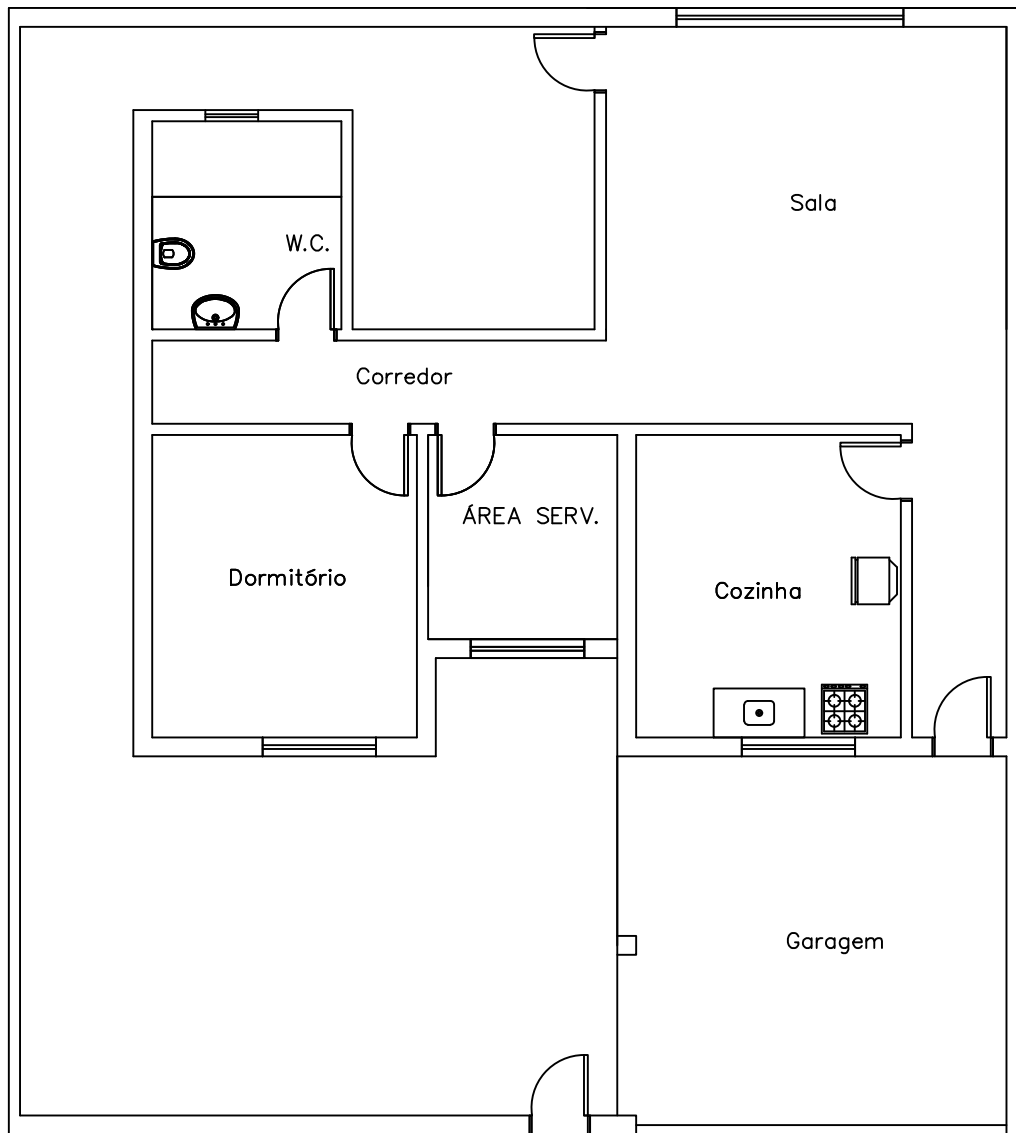 Sala
W.C.
Corredor
ÁREA SERV.
Dormitório
Cozinha
Garagem